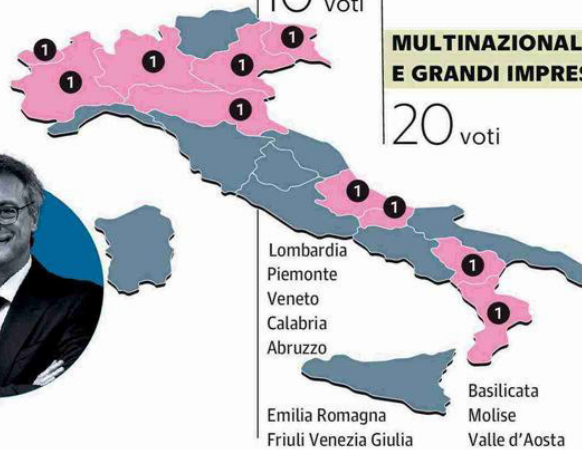 10 voti
MULTINAZIONAL
E GRANDI IMPRES
20 voti
1
1
1
1
1
1
1
1
1
1
Lombardia
Piemonte
Veneto
Calabria
Abruzzo
Emilia Romagna
Friuli Venezia Giulia
Basilicata
Molise
Valle d'Aosta